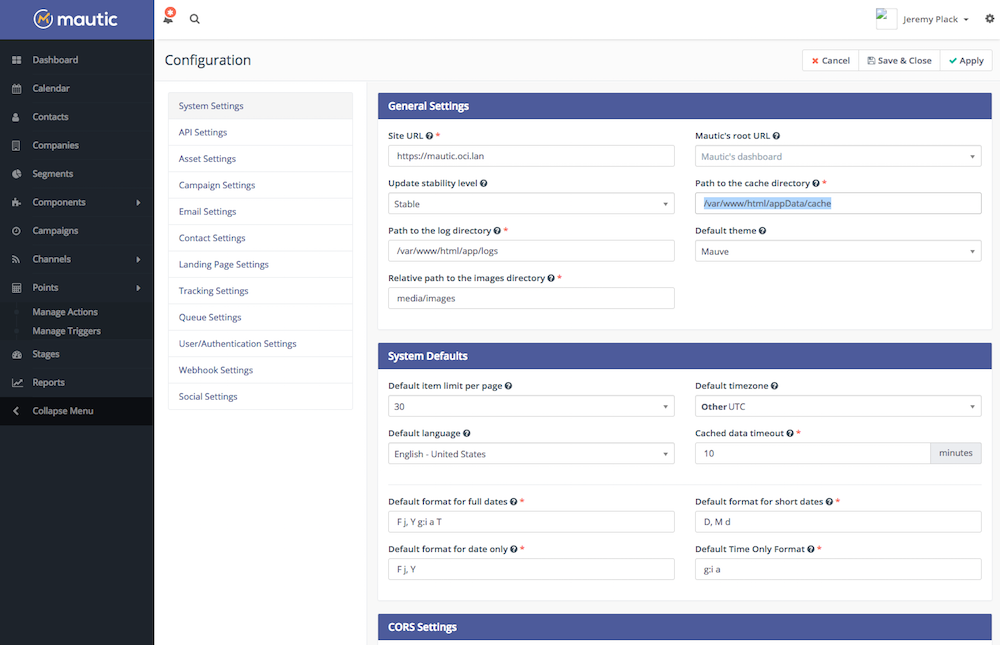 mautic
Jeremy Plack
Configuration
Cancel
Save & Close
Apply
Dashboard
Calendar
Contacts
Companies
Segments
Components
Campaigns
Channels
Points
Manage Actions
Manage Triggers
Stages
Reports
Collapse Menu
System Settings
API Settings
Asset Settings
Campaign Settings
Email Settings
Contact Settings
Landing Page Settings
Tracking Settings
Queue Settings
User/Authentication Settings
Webhook Settings
Social Settings
General Settings
Site URL *
https://mautic.oci.lan
Mautic's root URL
Mautic's dashboard
Update stability level
Stable
Path to the cache directory *
/var/www/html/appData/cache
Path to the log directory *
/var/www/html/app/logs
Default theme
Mauve
Relative path to the images directory *
media/images
System Defaults
Default item limit per page
30
Default timezone
Other UTC
Default language
English - United States
Cached data timeout *
10
minutes
Default format for full dates *
F j, Y g:i a T
Default format for short dates *
D, M d
Default format for date only *
F j, Y
Default Time Only Format *
g:i a
CORS Settings